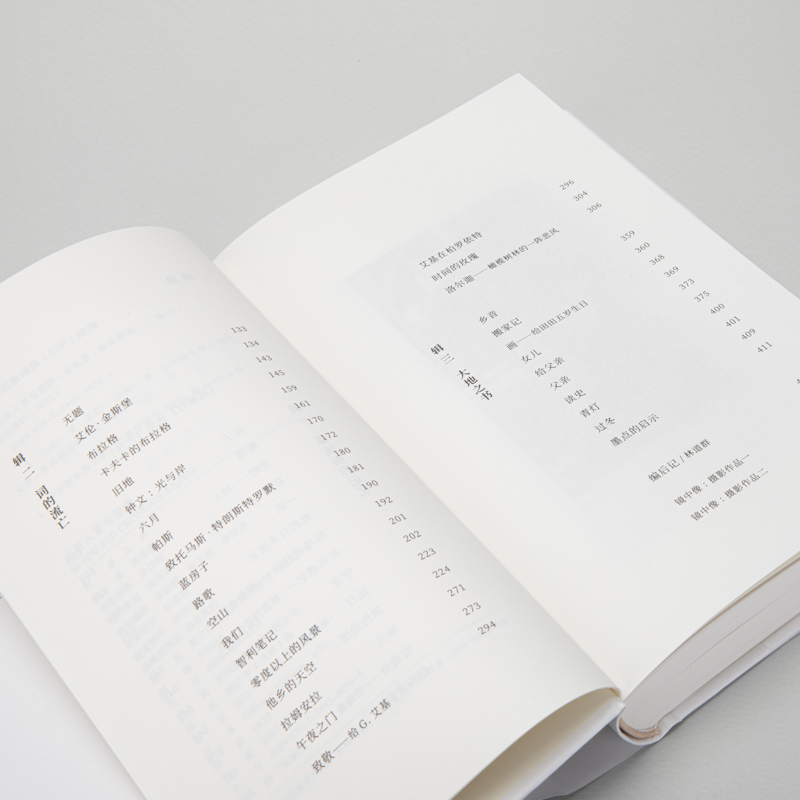 辑二 词的流亡
无题 133
艾伦·金斯堡 134
布拉格 143
卡夫卡的布拉格 145
旧地 159
钟文：光与岸 161
六月 170
帕斯 172
致托马斯·特朗斯特罗默 180
蓝房子 181
路歌 190
空山 192
我们 201
智利笔记 202
零度以上的风景 223
他乡的天空 224
拉姆安拉 271
午夜之门 273
致敬——给 G. 艾基 294
艾基在柏罗依特 296
时间的玫瑰 304
洛尔迦——橄榄树林的一阵悲风 306
辑三 大地之书
乡音 359
搬家记 360
画——给田田五岁生日 368
女儿 369
给父亲 373
父亲 375
读史 400
青灯 401
过冬 409
墨点的启示 411
编后记 / 林道群
镜中像：摄影作品一
镜中像：摄影作品二